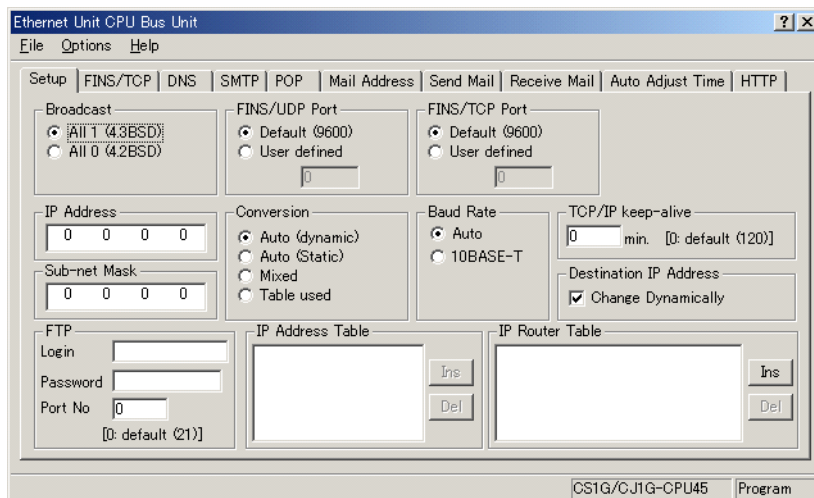 Ethernet Unit CPU Bus Unit
File Options Help
Setup FINS/TCP DNS SMTP POP Mail Address Send Mail Receive Mail Auto Adjust Time HTTP
Broadcast
All 1 (4.3BSD)
All 0 (4.2BSD)
FINS/UDP Port
Default (9600)
User defined
0
FINS/TCP Port
Default (9600)
User defined
0
IP Address
0 0 0 0
Sub-net Mask
0 0 0 0
Conversion
Auto (dynamic)
Auto (Static)
Mixed
Table used
Baud Rate
Auto
10BASE-T
TCP/IP keep-alive
0 min. [0: default (120)]
Destination IP Address
Change Dynamically
FTP
Login
Password
Port No 0
[0: default (21)]
IP Address Table
Ins
Del
IP Router Table
Ins
Del
CS1G/CJ1G-CPU45 Program